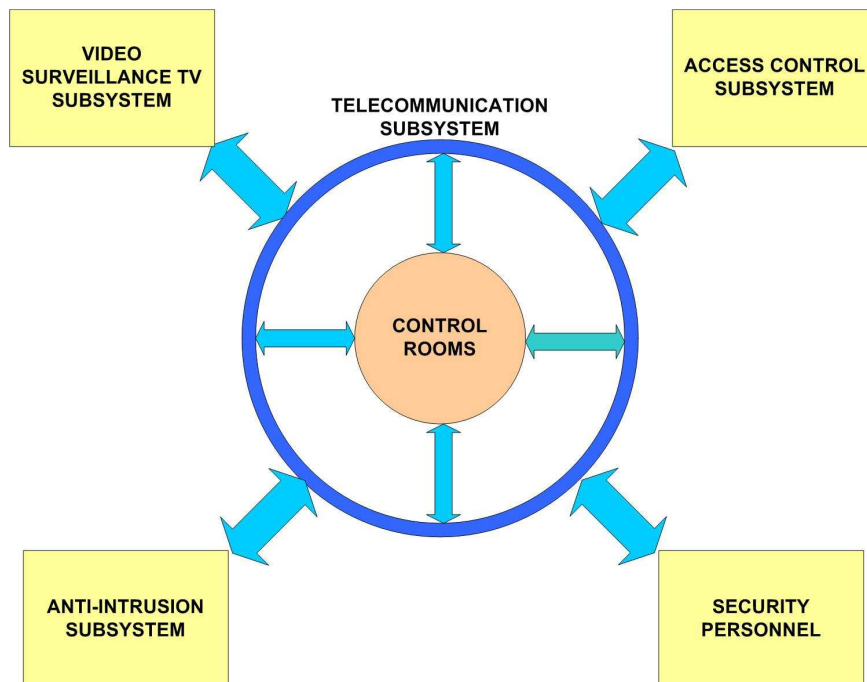 VIDEO
SURVEILLANCE TV
SUBSYSTEM
ACCESS CONTROL
SUBSYSTEM
TELECOMMUNICATION
SUBSYSTEM
CONTROL
ROOMS
ANTI-INTRUSION
SUBSYSTEM
SECURITY
PERSONNEL